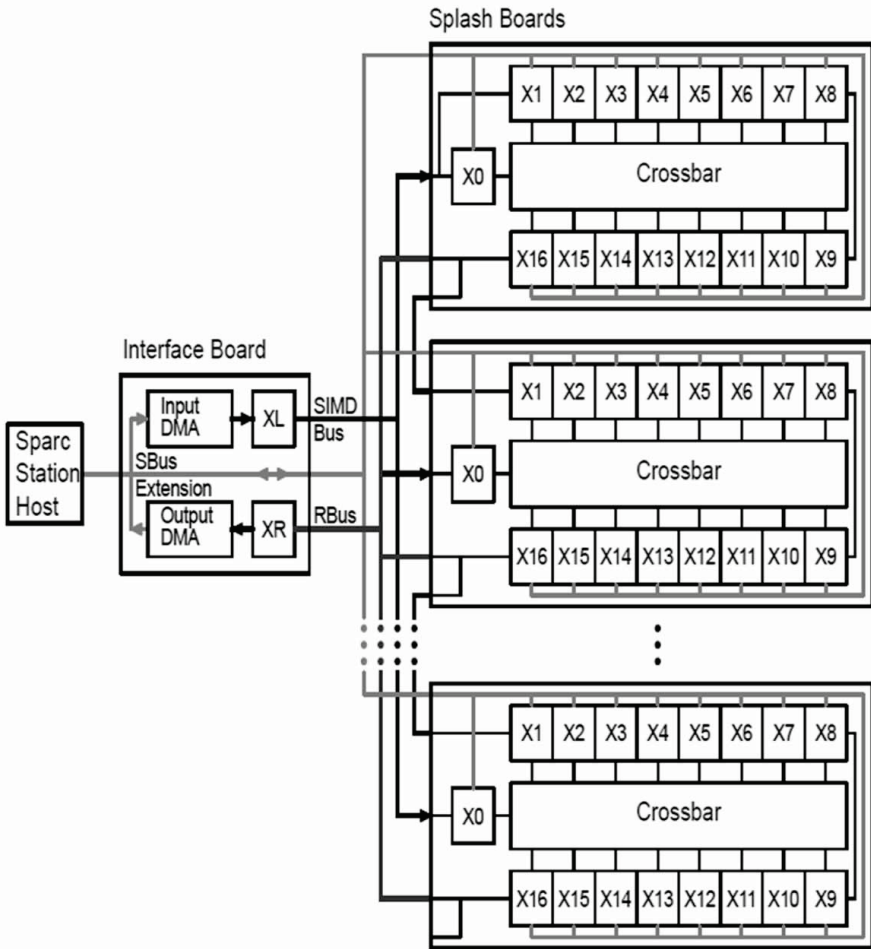 Splash Boards
X1 X2 X3 X4 X5 X6 X7 X8
X0 Crossbar
X16 X15 X14 X13 X12 X11 X10 X9
Interface Board
Input
DMA
XL
SIMD
Bus
Sparc
Station
Host
SBus
Extension
Output
DMA
XR
RBus
X1 X2 X3 X4 X5 X6 X7 X8
X0 Crossbar
X16 X15 X14 X13 X12 X11 X10 X9
X1 X2 X3 X4 X5 X6 X7 X8
X0 Crossbar
X16 X15 X14 X13 X12 X11 X10 X9